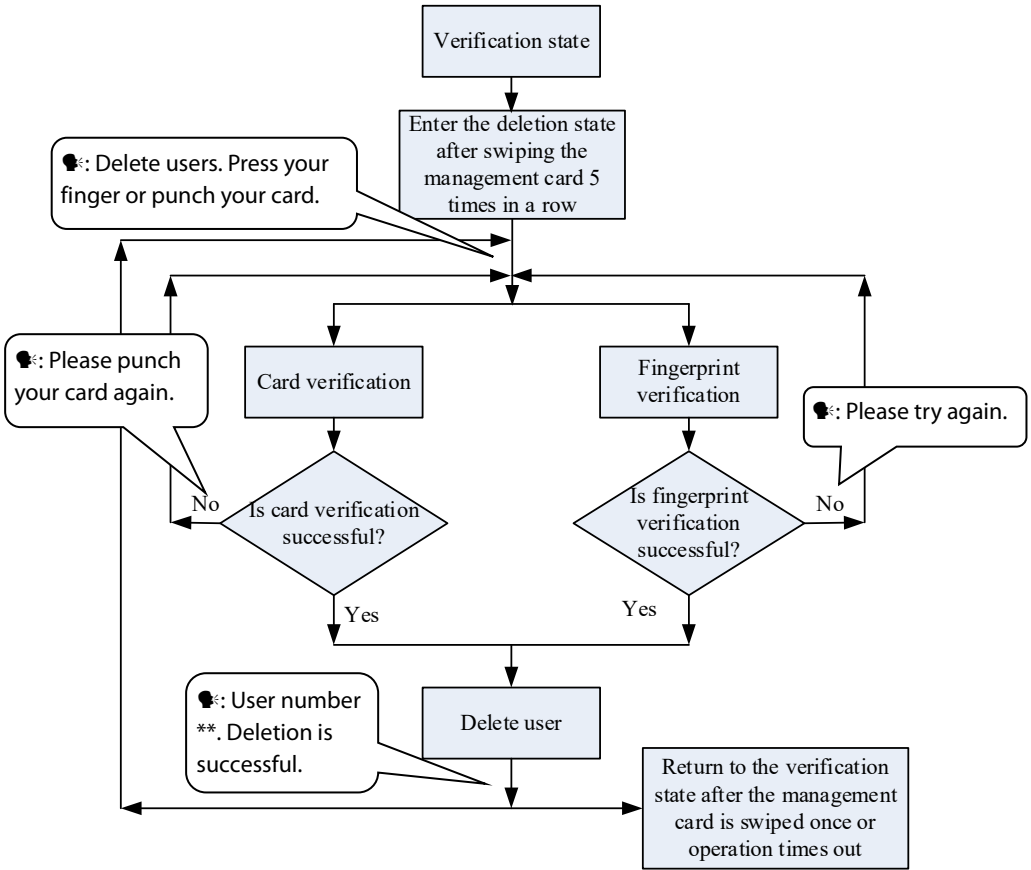 Verification state
Enter the deletion state
after swiping the
management card 5
times in a row
🗣: Delete users. Press your
finger or punch your card.
🗣: Please punch
your card again.
Card verification
Fingerprint
verification
🗣: Please try again.
No
Is card verification
successful?
Is fingerprint
verification
successful?
No
Yes
Yes
🗣: User number
**. Deletion is
successful.
Delete user
Return to the verification
state after the management
card is swiped once or
operation times out